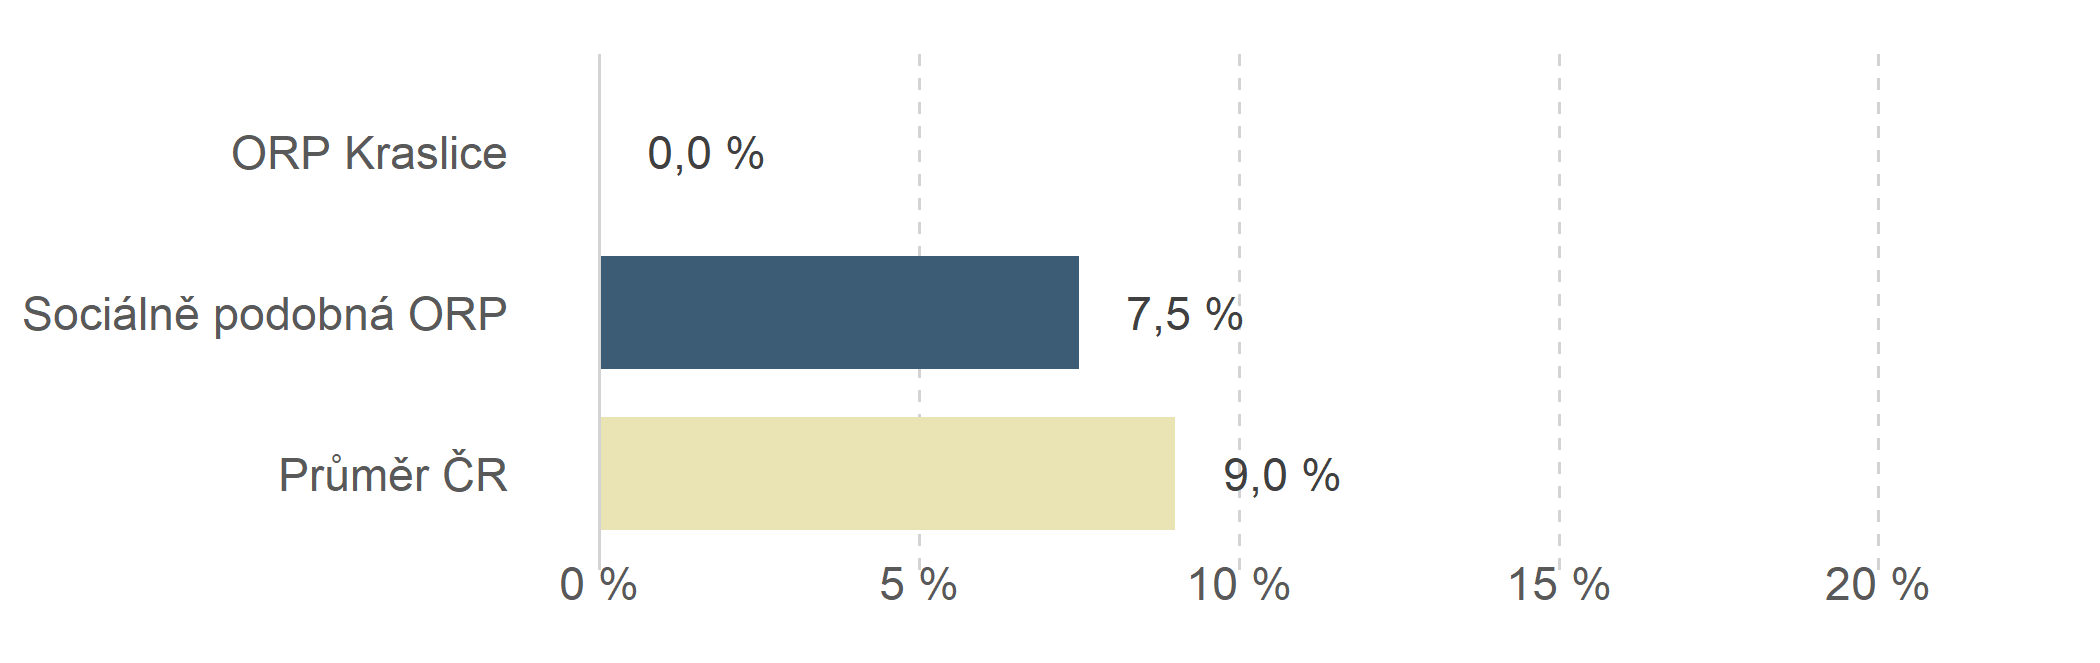 ORP Kraslice
0,0 %
Sociálně podobná ORP
7,5 %
Průměr ČR
9,0 %
0 %
5 %
10 %
15 %
20 %